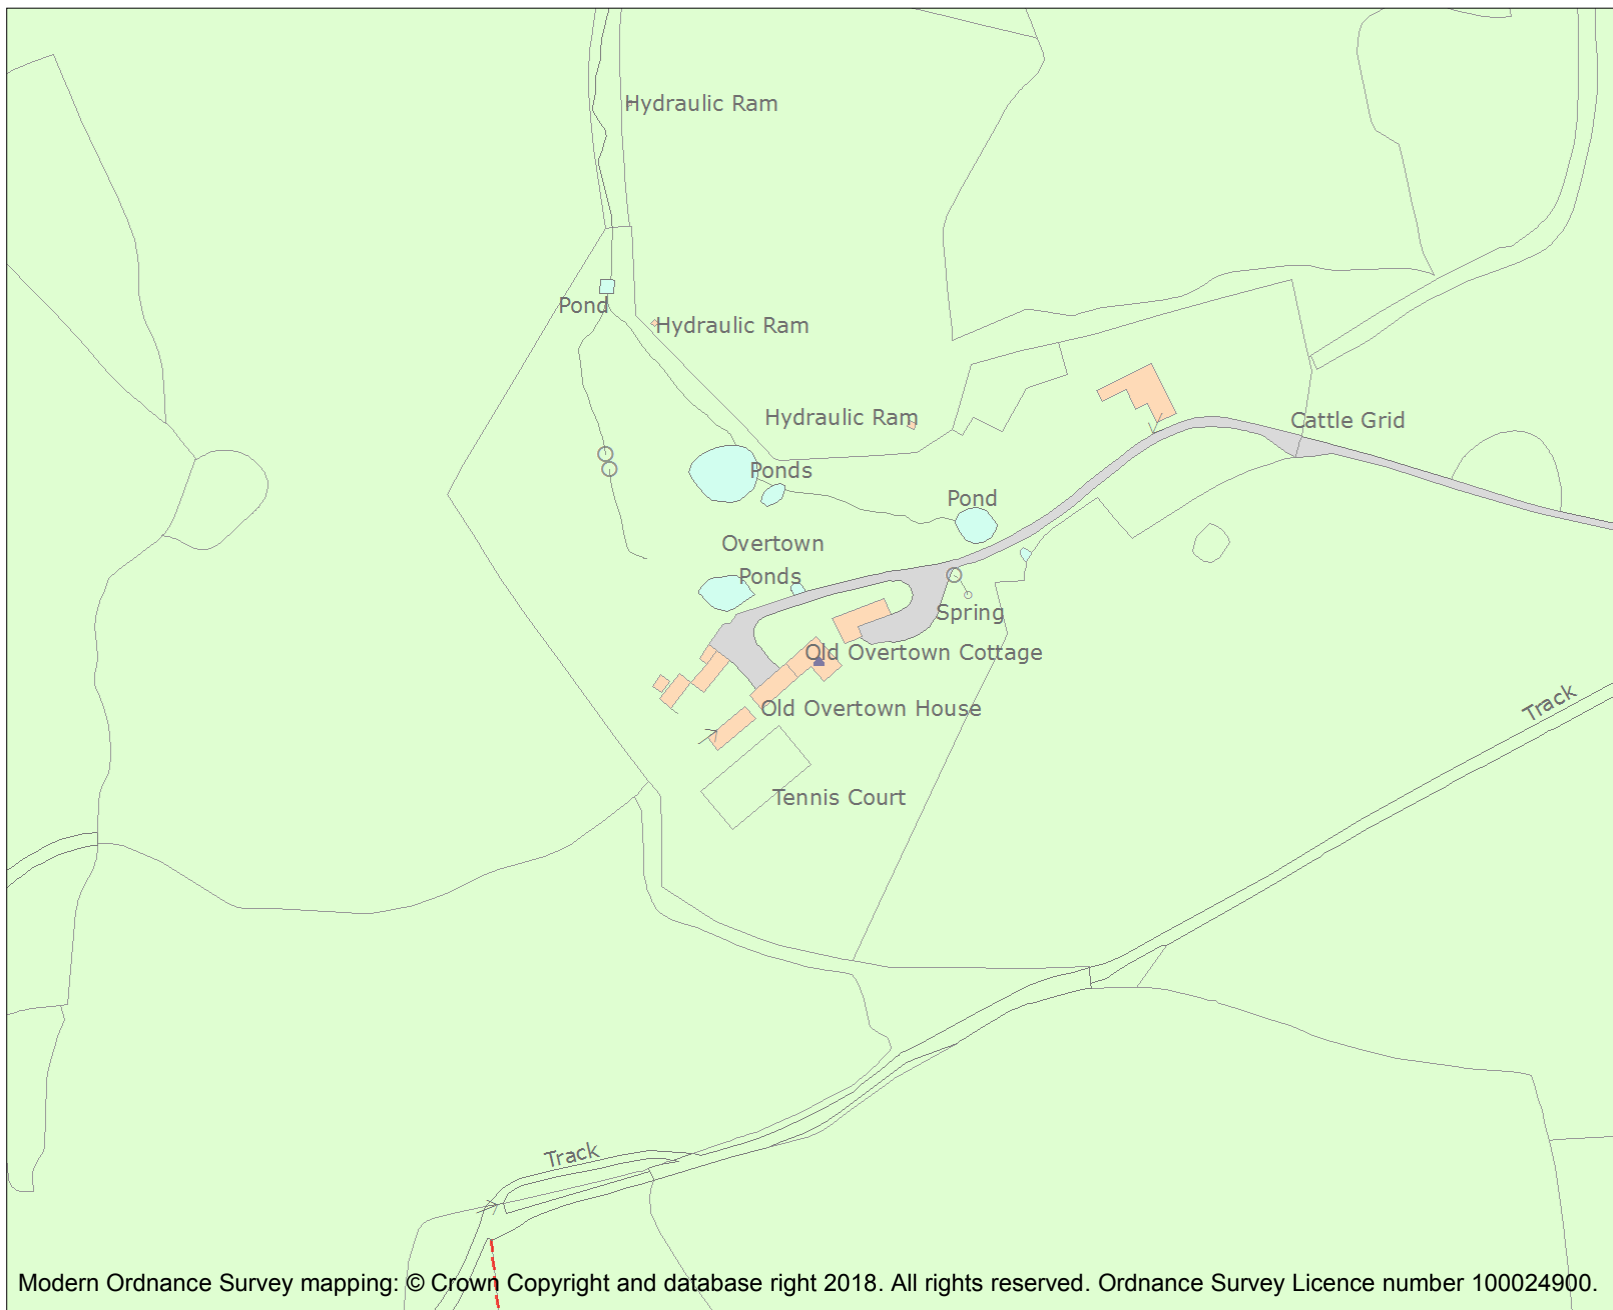 Hydraulic Ram
Pond
Hydraulic Ram
Hydraulic Ram
Cattle Grid
Ponds
Pond
Overtown
Ponds
Spring
Old Overtown Cottage
Old Overtown House
Track
Tennis Court
Track
Modern Ordnance Survey mapping: © Crown Copyright and database right 2018. All rights reserved. Ordnance Survey Licence number 100024900.